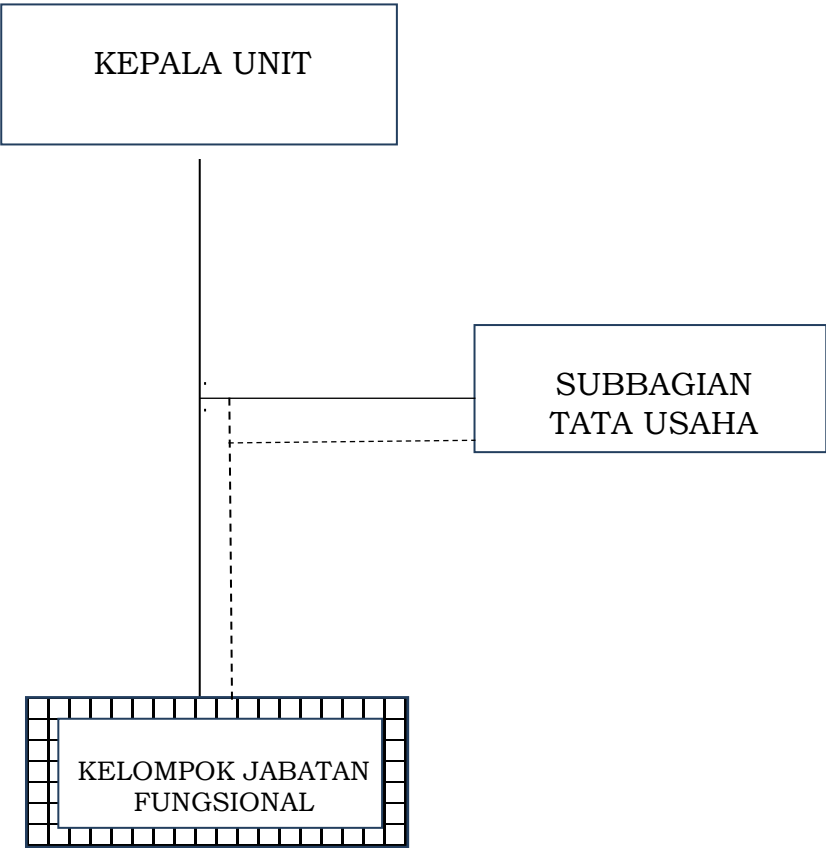 KEPALA UNIT
SUBBAGIAN
TATA USAHA
KELOMPOK JABATAN
FUNGSIONAL